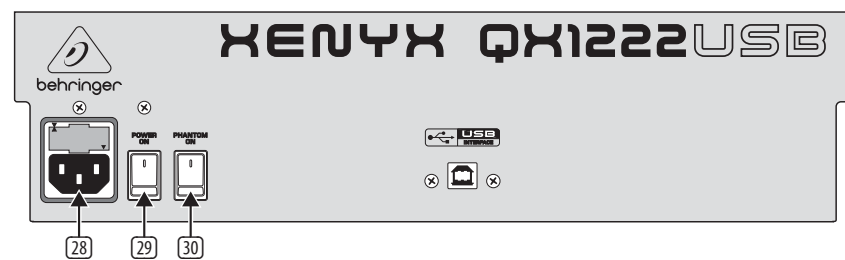 XENYX QX1222USB
behringer
POWER
ON
PHANTOM
ON
USB
INTERFACE
28
29
30